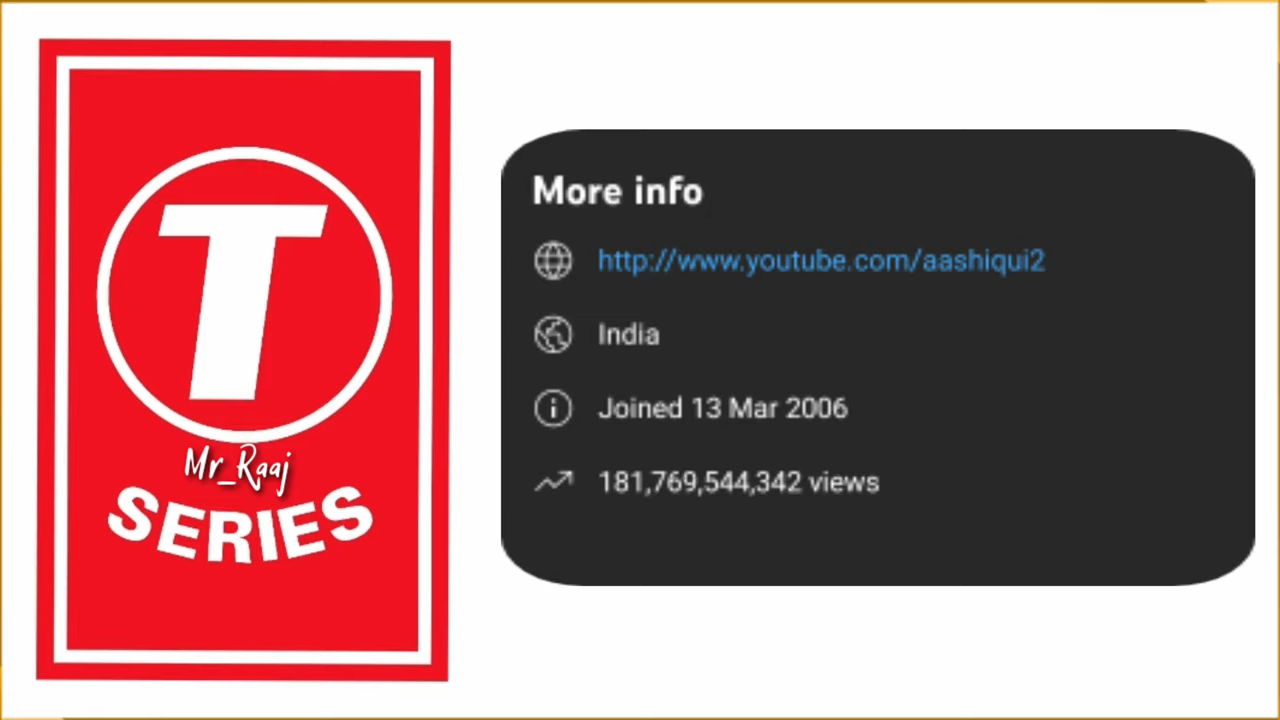 T
Mr_Raaj
SERIES
More info
http://www.youtube.com/aashiqui2
India
Joined 13 Mar 2006
181,769,544,342 views